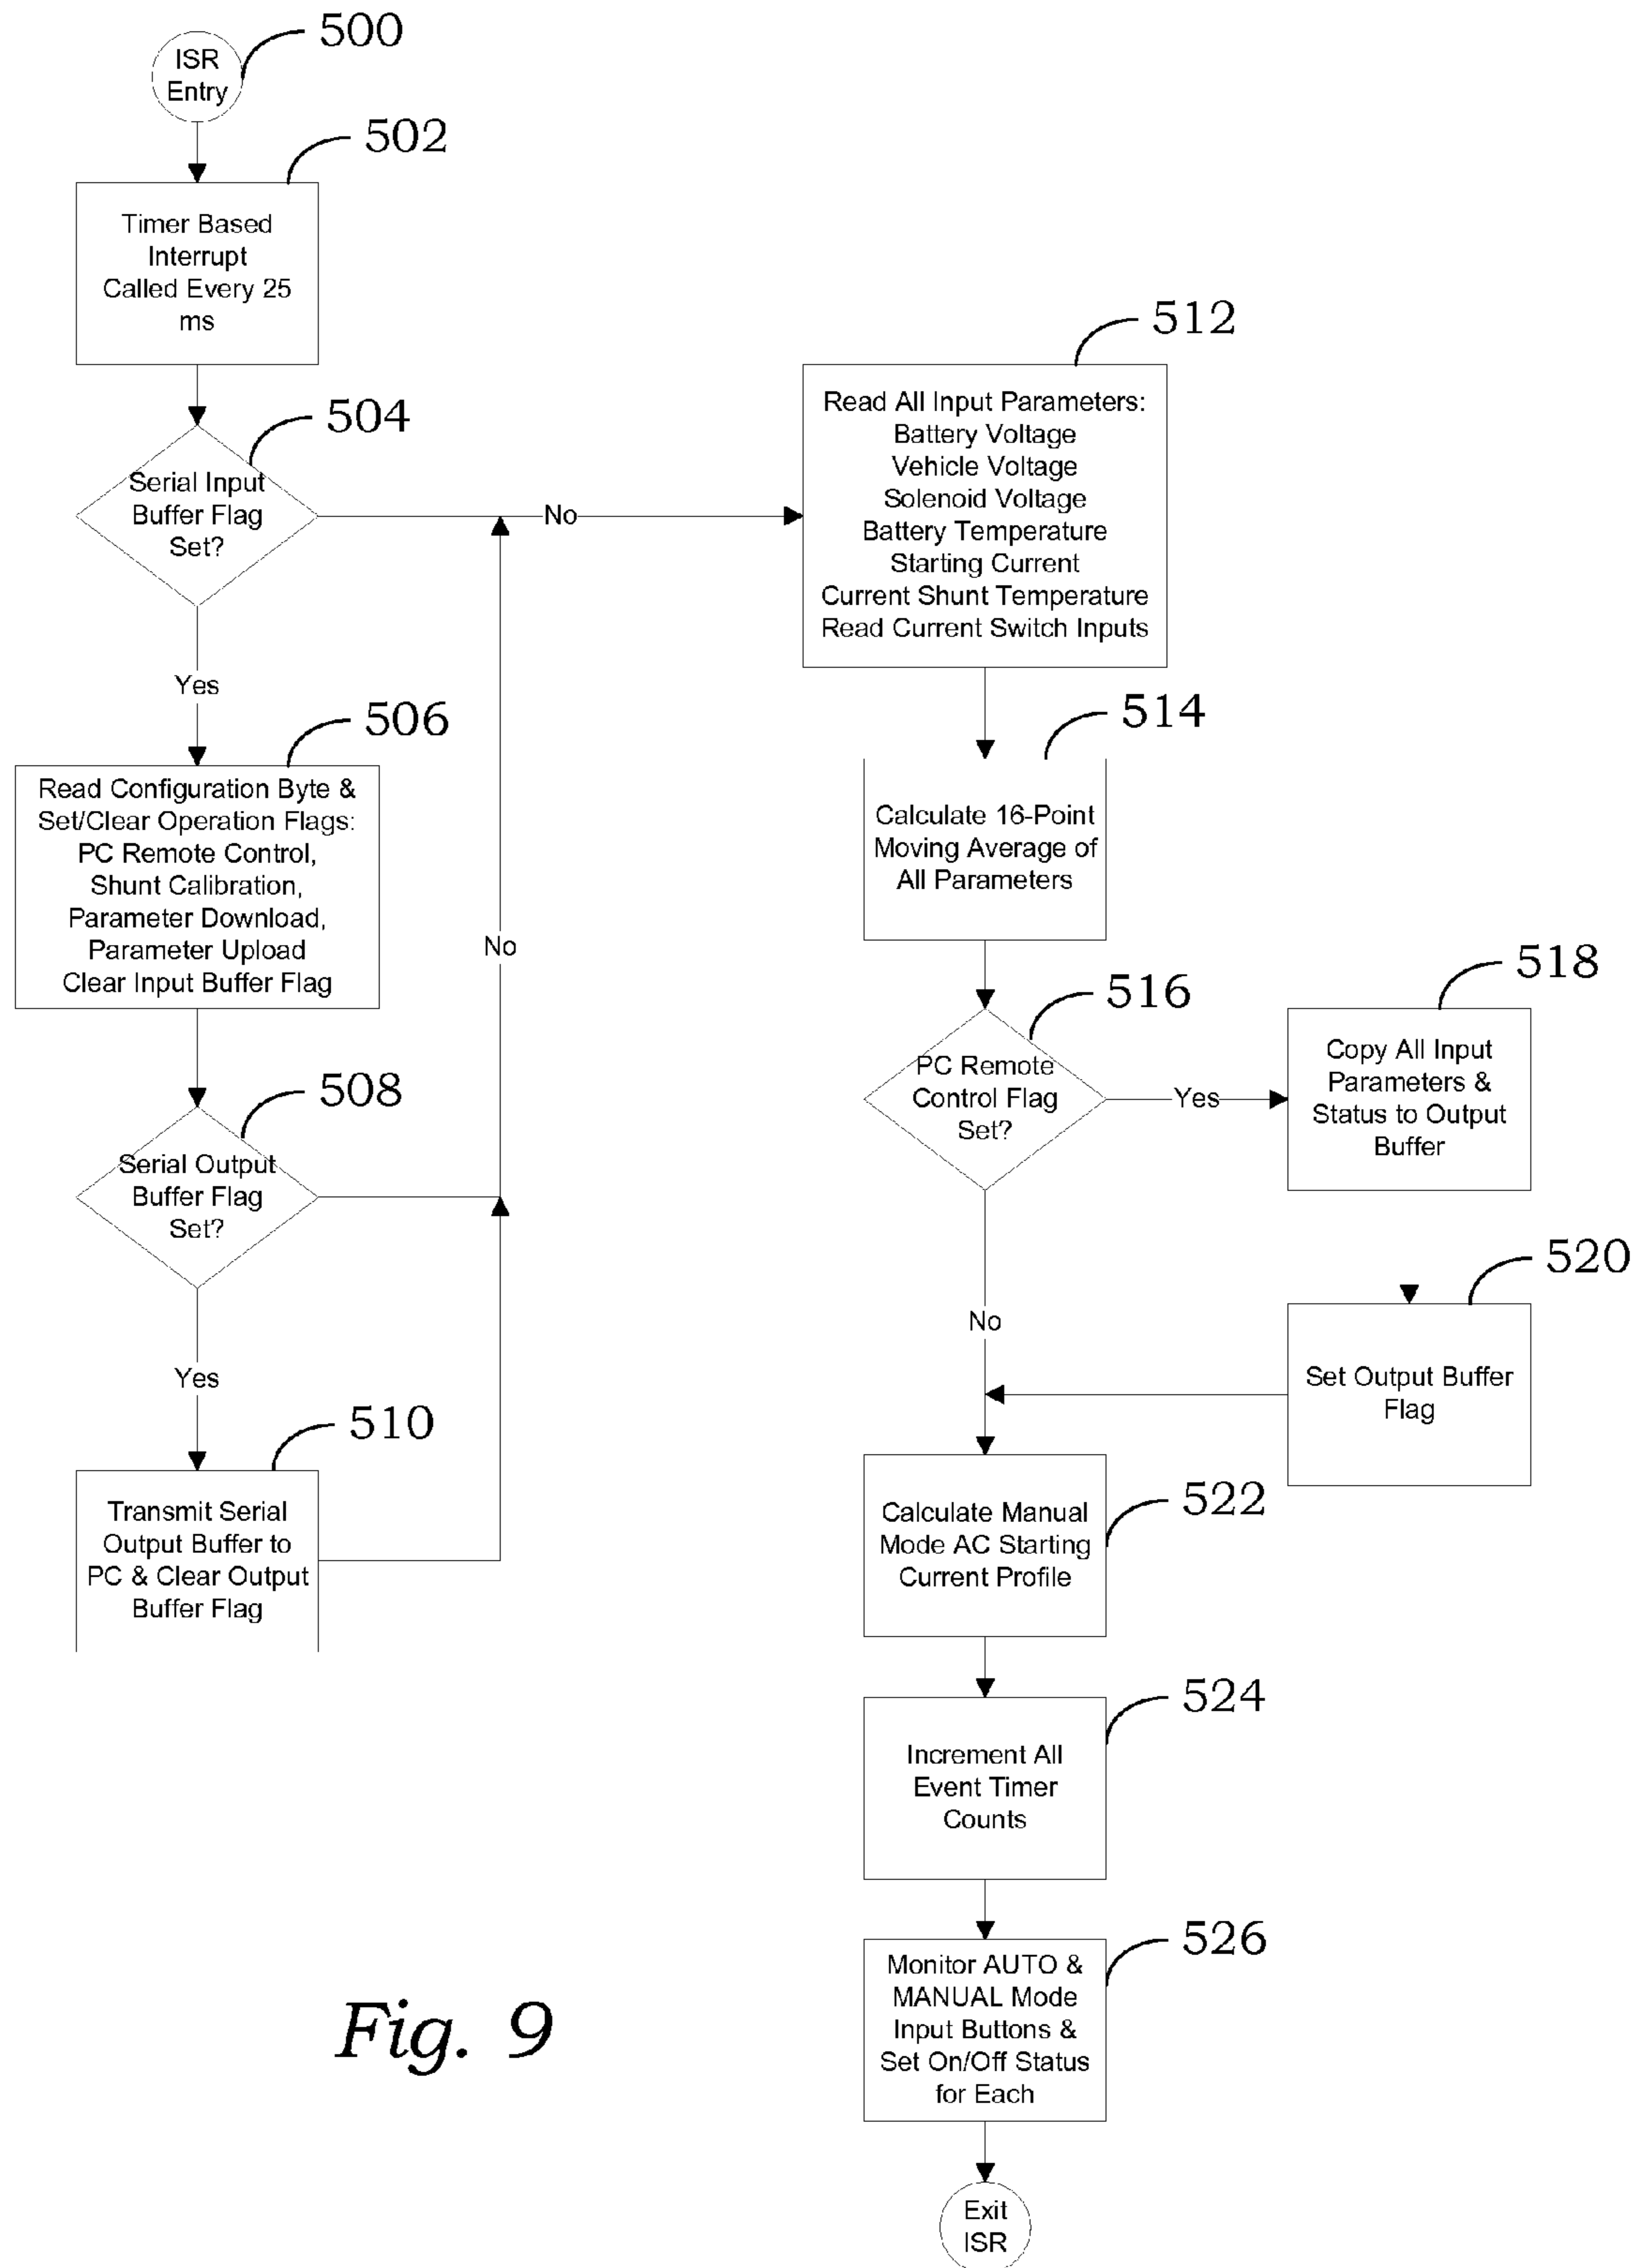 500
ISR
Entry
502
Timer Based
Interrupt
Called Every 25
ms
504
Serial Input
Buffer Flag
Set?
No
Yes
506
Read Configuration Byte &
Set/Clear Operation Flags:
PC Remote Control,
Shunt Calibration,
Parameter Download,
Parameter Upload
Clear Input Buffer Flag
No
508
Serial Output
Buffer Flag
Set?
Yes
510
Transmit Serial
Output Buffer to
PC & Clear Output
Buffer Flag
512
Read All Input Parameters:
Battery Voltage
Vehicle Voltage
Solenoid Voltage
Battery Temperature
Starting Current
Current Shunt Temperature
Read Current Switch Inputs
514
Calculate 16-Point
Moving Average of
All Parameters
516
PC Remote
Control Flag
Set?
Yes
518
Copy All Input
Parameters &
Status to Output
Buffer
No
520
Set Output Buffer
Flag
522
Calculate Manual
Mode AC Starting
Current Profile
524
Increment All
Event Timer
Counts
526
Monitor AUTO &
MANUAL Mode
Input Buttons &
Set On/Off Status
for Each
Exit
ISR
Fig. 9